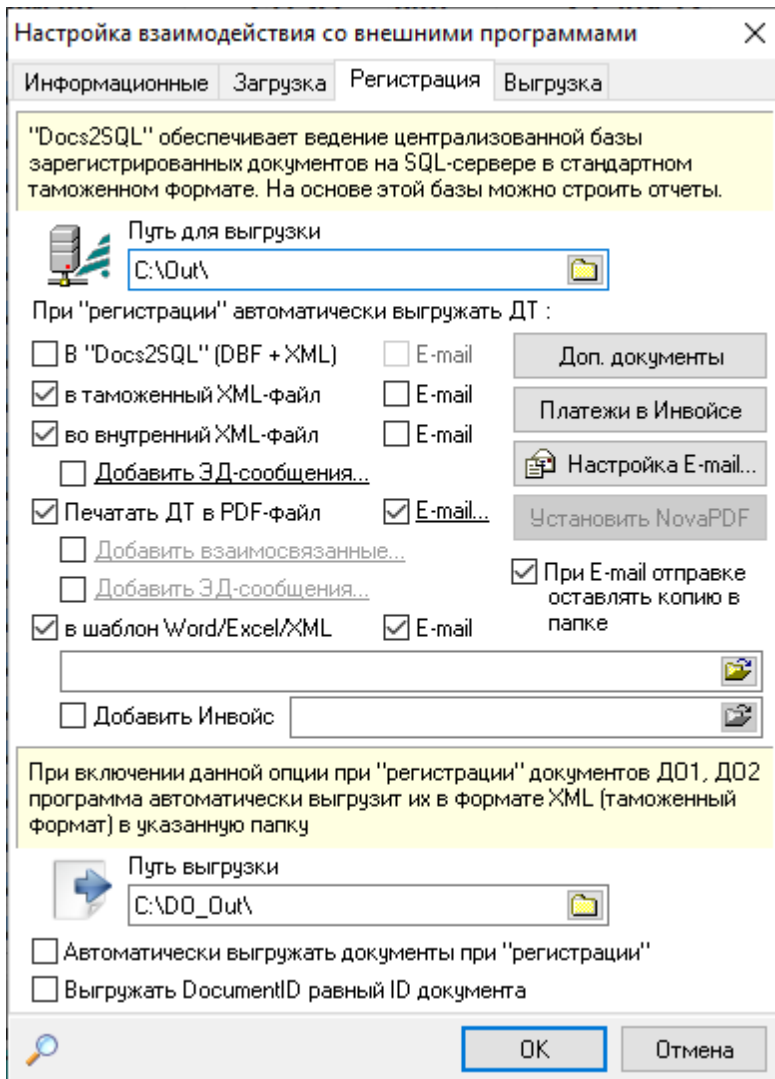 Настройка взаимодействия со внешними программами
Информационные Загрузка Регистрация Выгрузка
"Docs2SQL" обеспечивает ведение централизованной базы
зарегистрированных документов на SQL-сервере в стандартном
таможенном формате. На основе этой базы можно строить отчеты.
Путь для выгрузки
C:\Out\
При "регистрации" автоматически выгружать ДТ :
В "Docs2SQL" (DBF + XML) E-mail Доп. документы
в таможенный XML-файл E-mail
Платежи в Инвойсе
во внутренний XML-файл E-mail
Добавить ЭД-сообщения... Настройка E-mail...
Печатать ДТ в PDF-файл E-mail... Установить NovaPDF
Добавить взаимосвязанные...
Добавить ЭД-сообщения...
При E-mail отправке
оставлять копию в
папке
в шаблон Word/Excel/XML E-mail
Добавить Инвойс
При включении данной опции при "регистрации" документов ДО1, ДО2
программа автоматически выгрузит их в формате XML (таможенный
формат) в указанную папку
Путь выгрузки
C:\DO_Out\
Автоматически выгружать документы при "регистрации"
Выгружать DocumentID равный ID документа
OK Отмена